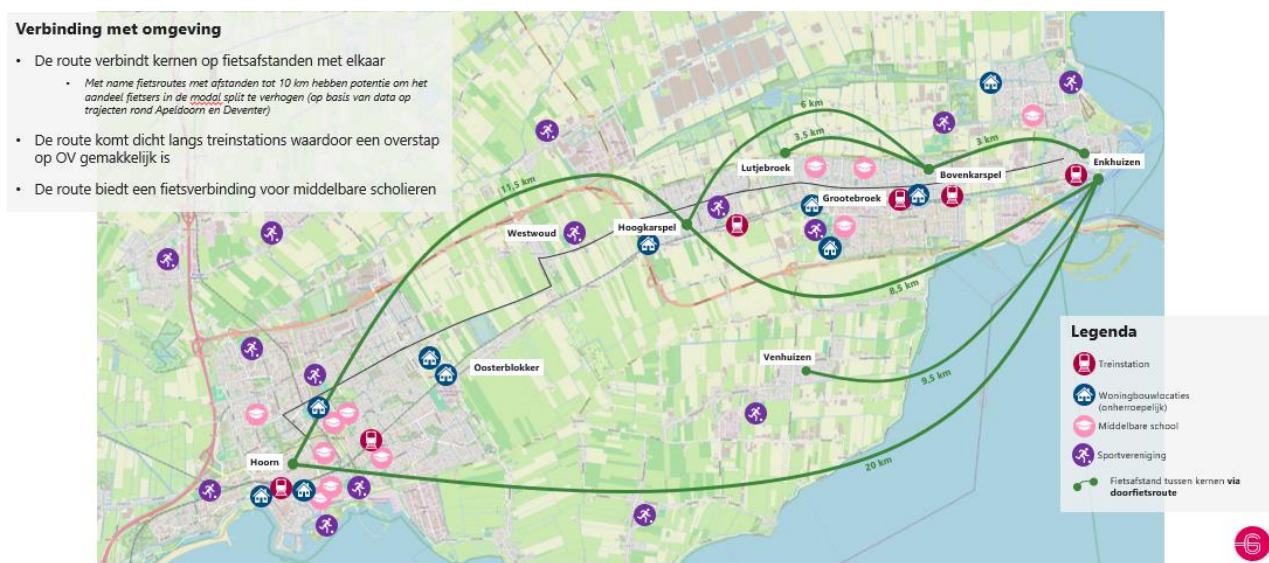 Verbinding met omgeving
• De route verbindt kernen op fietsafstanden met elkaar
• Met name fietsroutes met afstanden tot 10 km hebben potentie om het
aandeel fietsers in de modal split te verhogen (op basis van data op
trajecten rond Apeldoorn en Deventer)
• De route komt dicht langs treinstations waardoor een overstap
op OV gemakkelijk is
• De route biedt een fietsverbinding voor middelbare scholieren
6 km
3,5 km
3 km
Lutjebroek
Enkhuizen
Bovenkarspel
11,5 km
Grootebroek
Westwoud
Hoogkarspel
8,5 km
Venhuizen
Oosterblokker
9,5 km
Hoorn
20 km
Legenda
Treinstation
Woningbouwlocaties
(onherroepelijk)
Middelbare school
Sportvereniging
Fietsafstand tussen kernen via
doorfietsroute